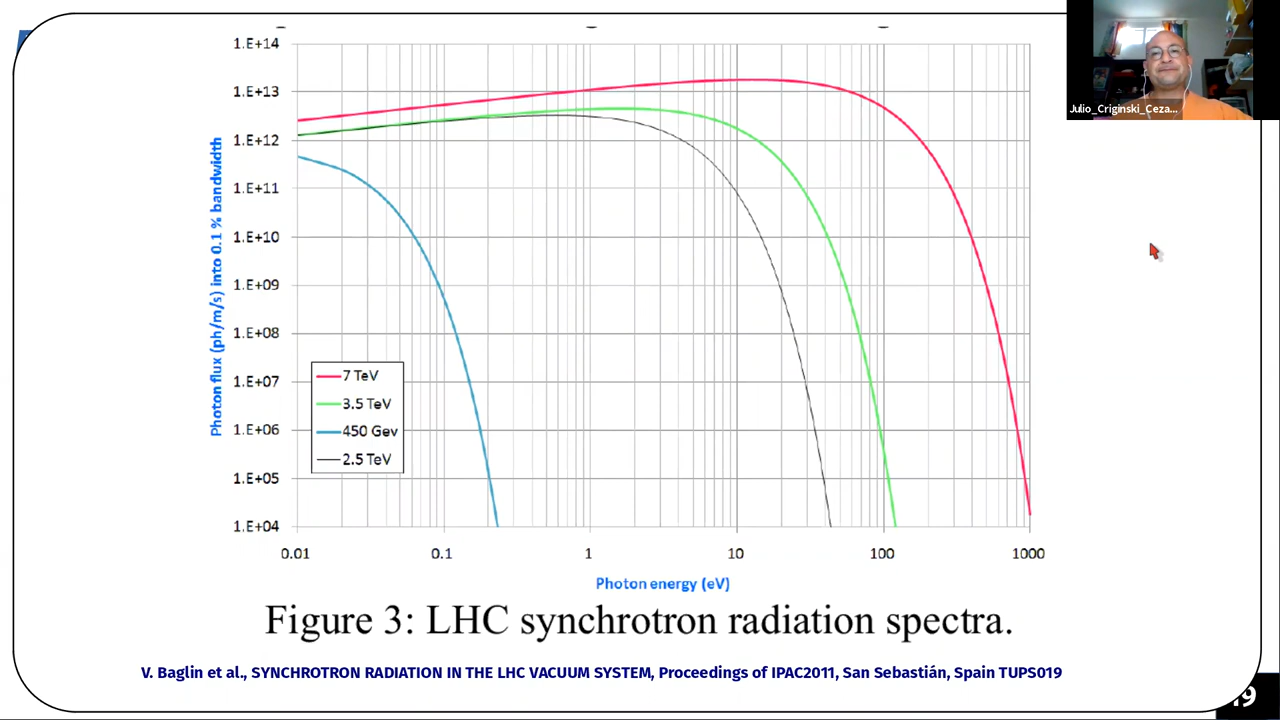 Julio_Criginski_Ceza...
1.E+14
1.E+13
1.E+12
1.E+11
1.E+10
1.E+09
1.E+08
1.E+07
1.E+06
1.E+05
1.E+04
Photon flux (ph/m/s) into 0.1 % bandwidth
7 TeV
3.5 TeV
450 Gev
2.5 TeV
0.01 0.1 1 10 100 1000
Photon energy (eV)
Figure 3: LHC synchrotron radiation spectra.
V. Baglin et al., SYNCHROTRON RADIATION IN THE LHC VACUUM SYSTEM, Proceedings of IPAC2011, San Sebastián, Spain TUPS019
19